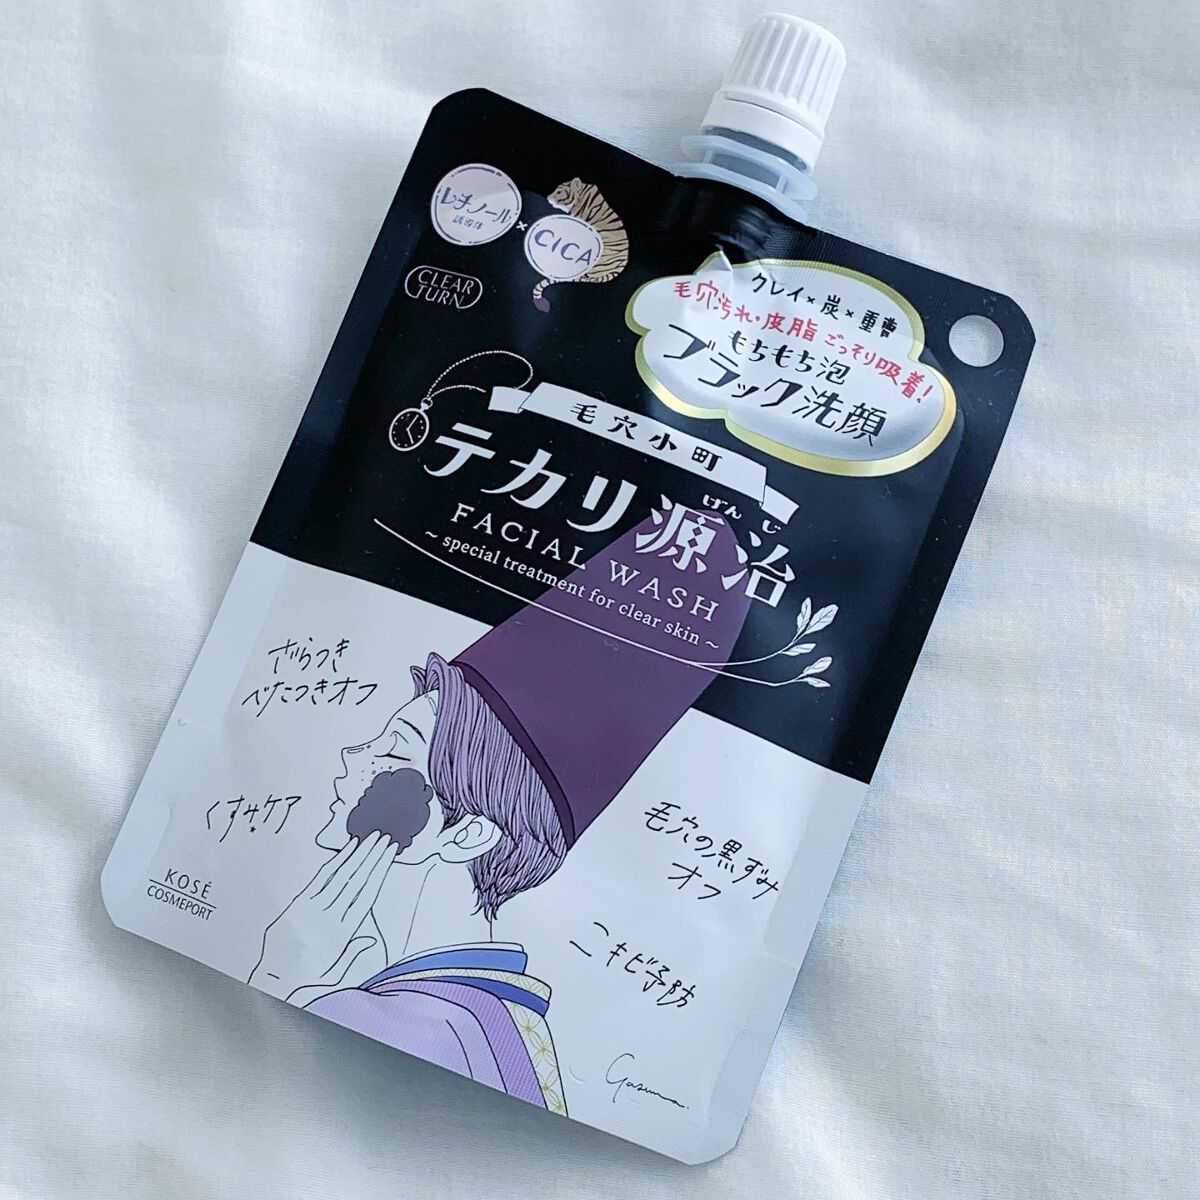 レチノール
誘導体
×
CICA
CLEAR
TURN
クレイ×炭×重曹
毛穴汚れ・皮脂ごっそり吸着!
もちもち泡
ブラック洗顔
毛穴小町
テカリ源治
げんじ
FACIAL WASH
~ special treatment for clear skin ~
ざらつき
べたつきオフ
くすみケア
毛穴の黒ずみ
オフ
ニキビ予防
KOSÉ
COSMEPORT